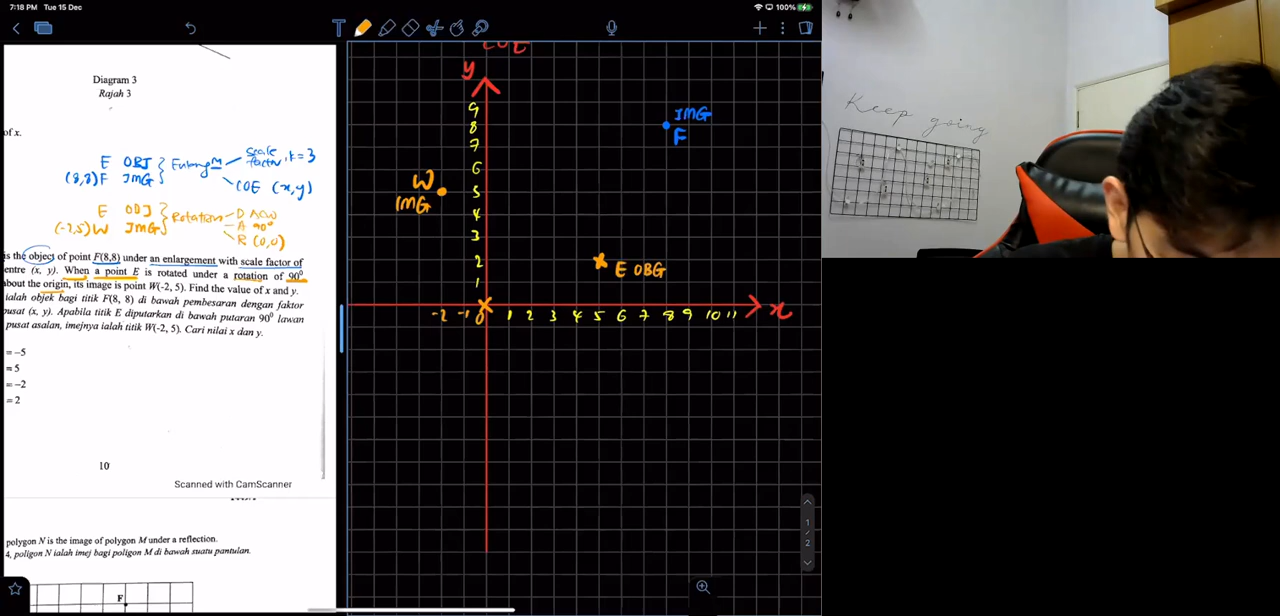 7:18 PM Tue 15 Dec
100%
Diagram 3
Rajah 3
of x.
E OBJ } Enlargm
Scale factor, k = 3
(8,8)F IMG
COE (x,y)
E OBJ } Rotation
D ACW
A 90°
(-2,5)W IMG
R (0,0)
is the object of point F(8,8) under an enlargement with scale factor of
entre (x, y). When a point E is rotated under a rotation of 90°
about the origin, its image is point W(-2, 5). Find the value of x and y.
ialah objek bagi titik F(8, 8) di bawah pembesaran dengan faktor
pusat (x, y). Apabila titik E diputarkan di bawah putaran 90° lawan
pusat asalan, imejnya ialah titik W(-2, 5). Cari nilai x dan y.
= −5
= 5
= −2
= 2
10
Scanned with CamScanner
polygon N is the image of polygon M under a reflection.
4, poligon N ialah imej bagi poligon M di bawah suatu pantulan.
F
COE
y
9
8
7
6
5
4
3
2
1
IMG
F
W
IMG
E OBG
-2 -1 0 1 2 3 4 5 6 7 8 9 10 11 x
1
/
2
Keep going